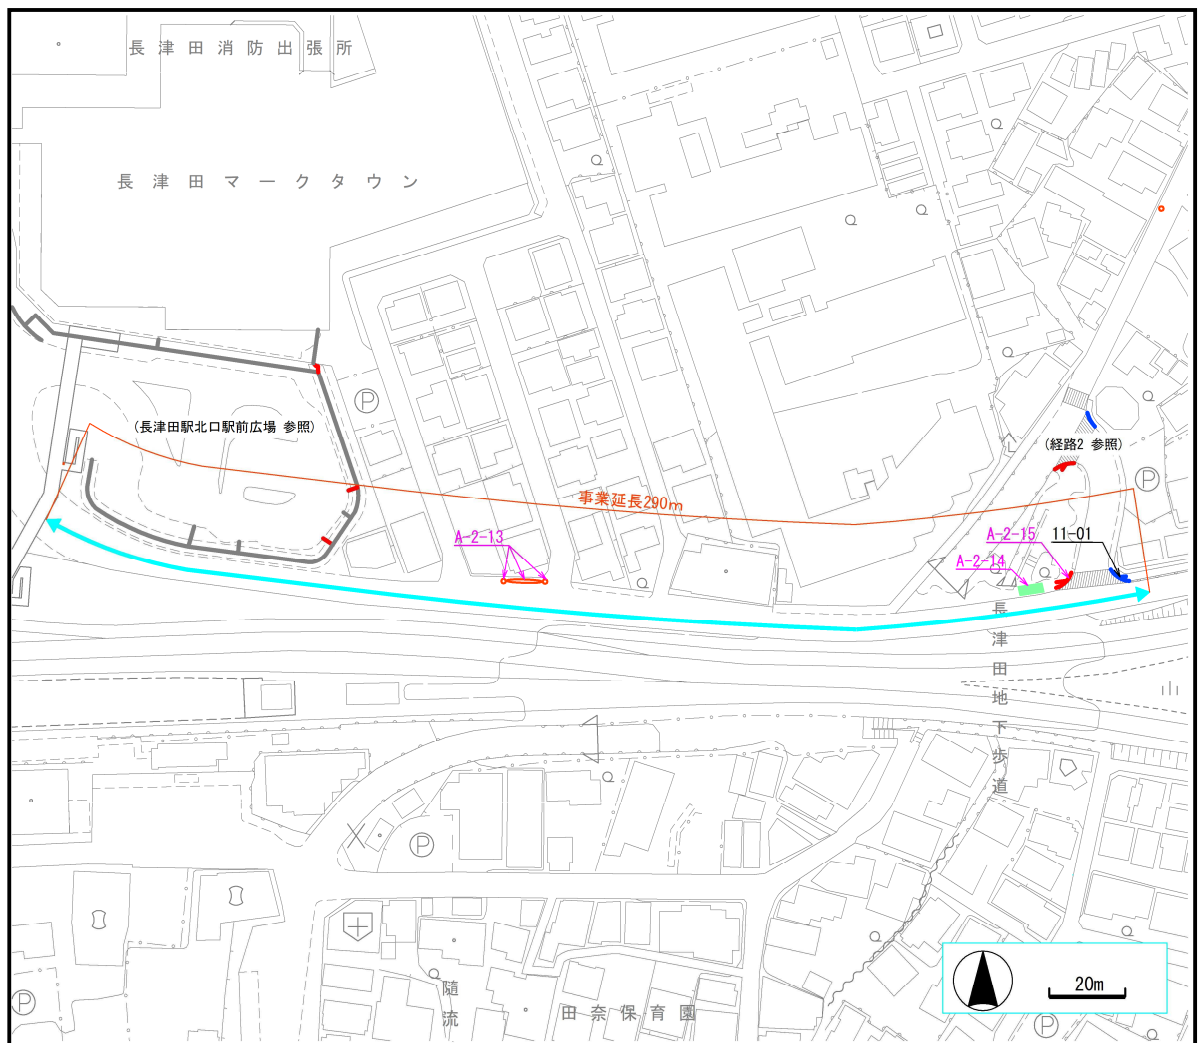 長津田消防出張所
長津田マークタウン
P
(長津田駅北口駅前広場 参照)
(経路2 参照)
P
事業延長290m
A-2-13
A-2-15
11-01
A-2-14
長津田地下歩道
P
隨流
田奈保育園
P
P
20m